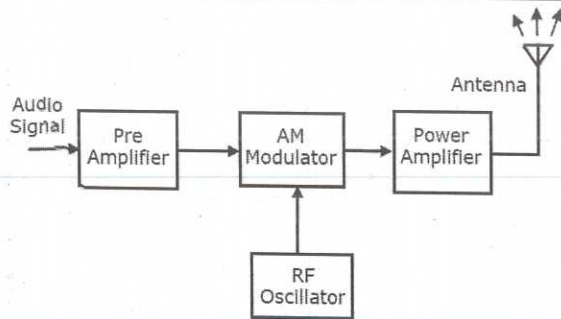 Antenna
Audio
Signal
Pre
Amplifier
AM
Modulator
Power
Amplifier
RF
Oscillator